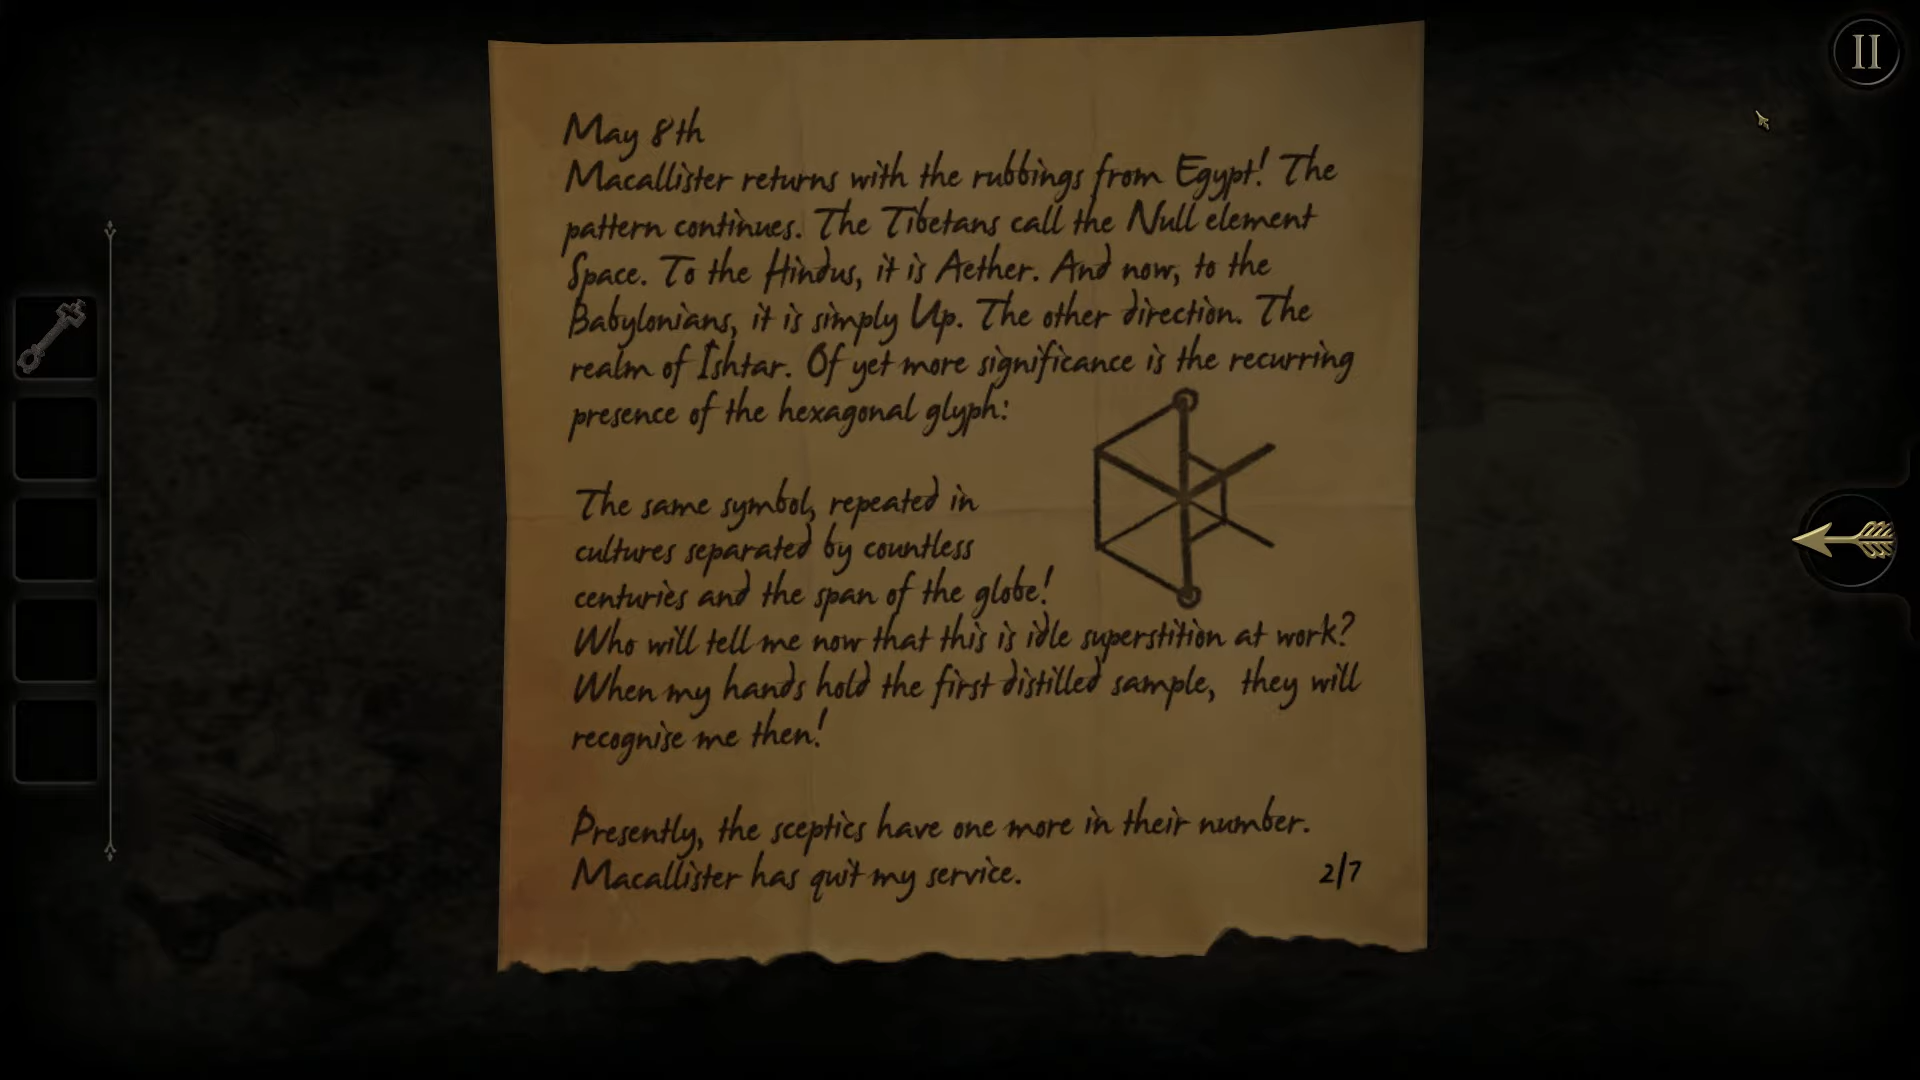 May 8th
Macallister returns with the rubbings from Egypt! The
pattern continues. The Tibetans call the Null element
Space. To the Hindus, it is Aether. And now, to the
Babylonians, it is simply Up. The other direction. The
realm of Ishtar. Of yet more significance is the recurring
presence of the hexagonal glyph:
The same symbol, repeated in
cultures separated by countless
centuries and the span of the globe!
Who will tell me now that this is idle superstition at work?
When my hands hold the first distilled sample, they will
recognise me then!
Presently, the sceptics have one more in their number.
Macallister has quit my service.
2/7